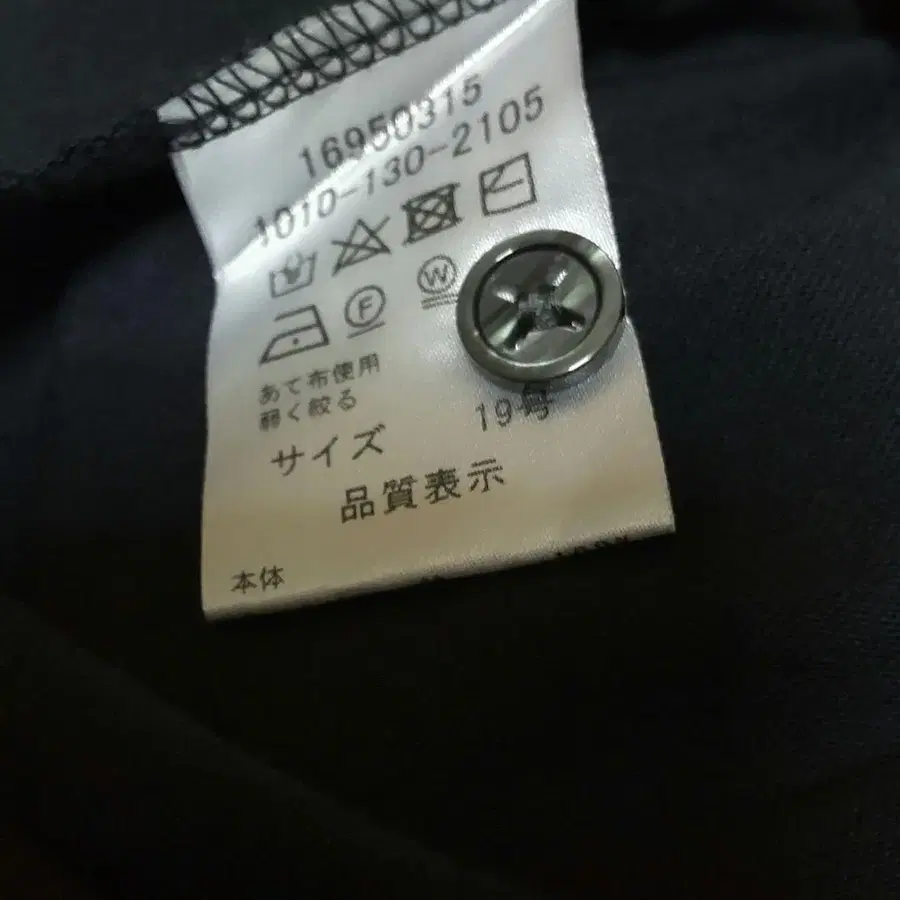 16950315
1010-130-2105
F
W
あて布使用
弱く絞る
サイズ 19号
品質表示
本体